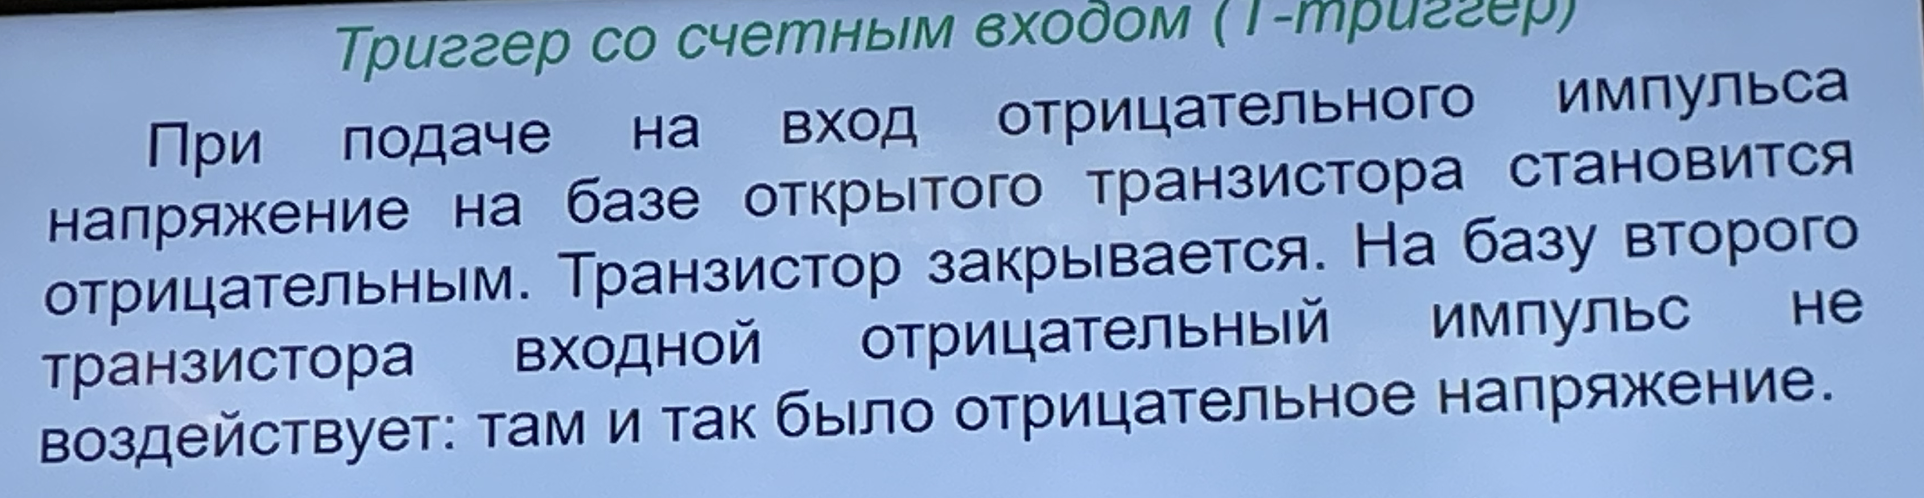 Триггер со счетным входом (Т-триггер)
При подаче на вход отрицательного импульса
напряжение на базе открытого транзистора становится
отрицательным. Транзистор закрывается. На базу второго
транзистора входной отрицательный импульс не
воздействует: там и так было отрицательное напряжение.